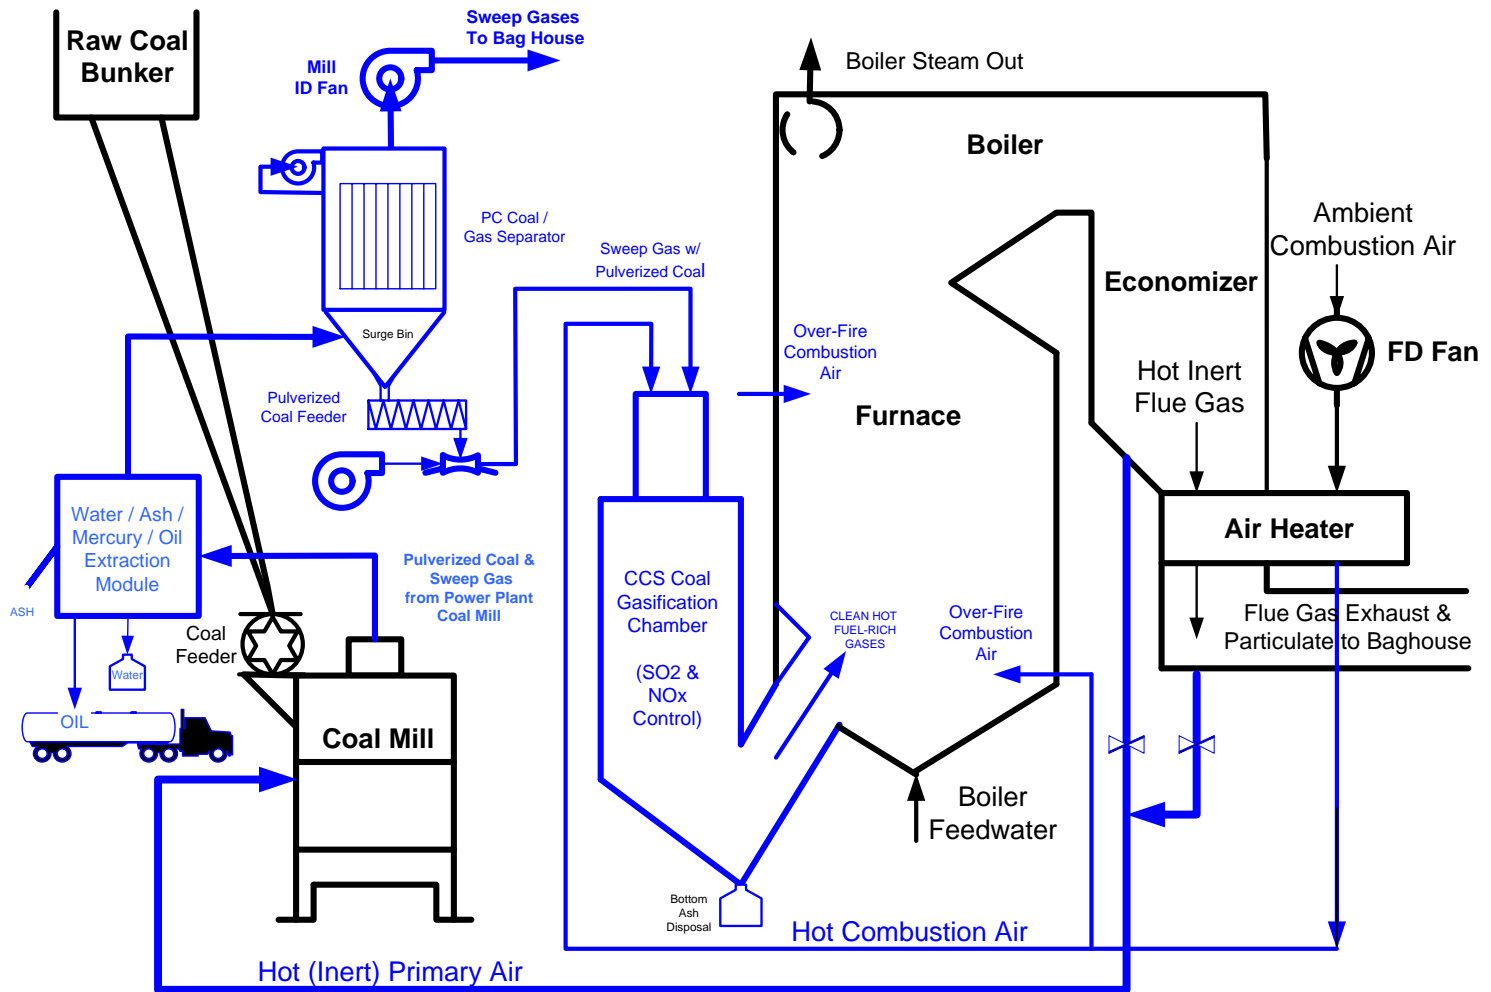 Raw Coal
Bunker
Mill
ID Fan
Sweep Gases
To Bag House
Boiler Steam Out
Boiler
PC Coal /
Gas Separator
Sweep Gas w/
Pulverized Coal
Ambient
Combustion Air
Economizer
FD Fan
Surge Bin
Over-Fire
Combustion
Air
Hot Inert
Flue Gas
Pulverized
Coal Feeder
Furnace
Water / Ash /
Mercury / Oil
Extraction
Module
Air Heater
Pulverized Coal &
Sweep Gas
from Power Plant
Coal Mill
CCS Coal
Gasification
Chamber
(SO2 &
NOx
Control)
ASH
Coal
Feeder
CLEAN HOT
FUEL-RICH
GASES
Over-Fire
Combustion
Air
Flue Gas Exhaust &
Particulate to Baghouse
Water
OIL
Coal Mill
Boiler
Feedwater
Bottom
Ash
Disposal
Hot Combustion Air
Hot (Inert) Primary Air